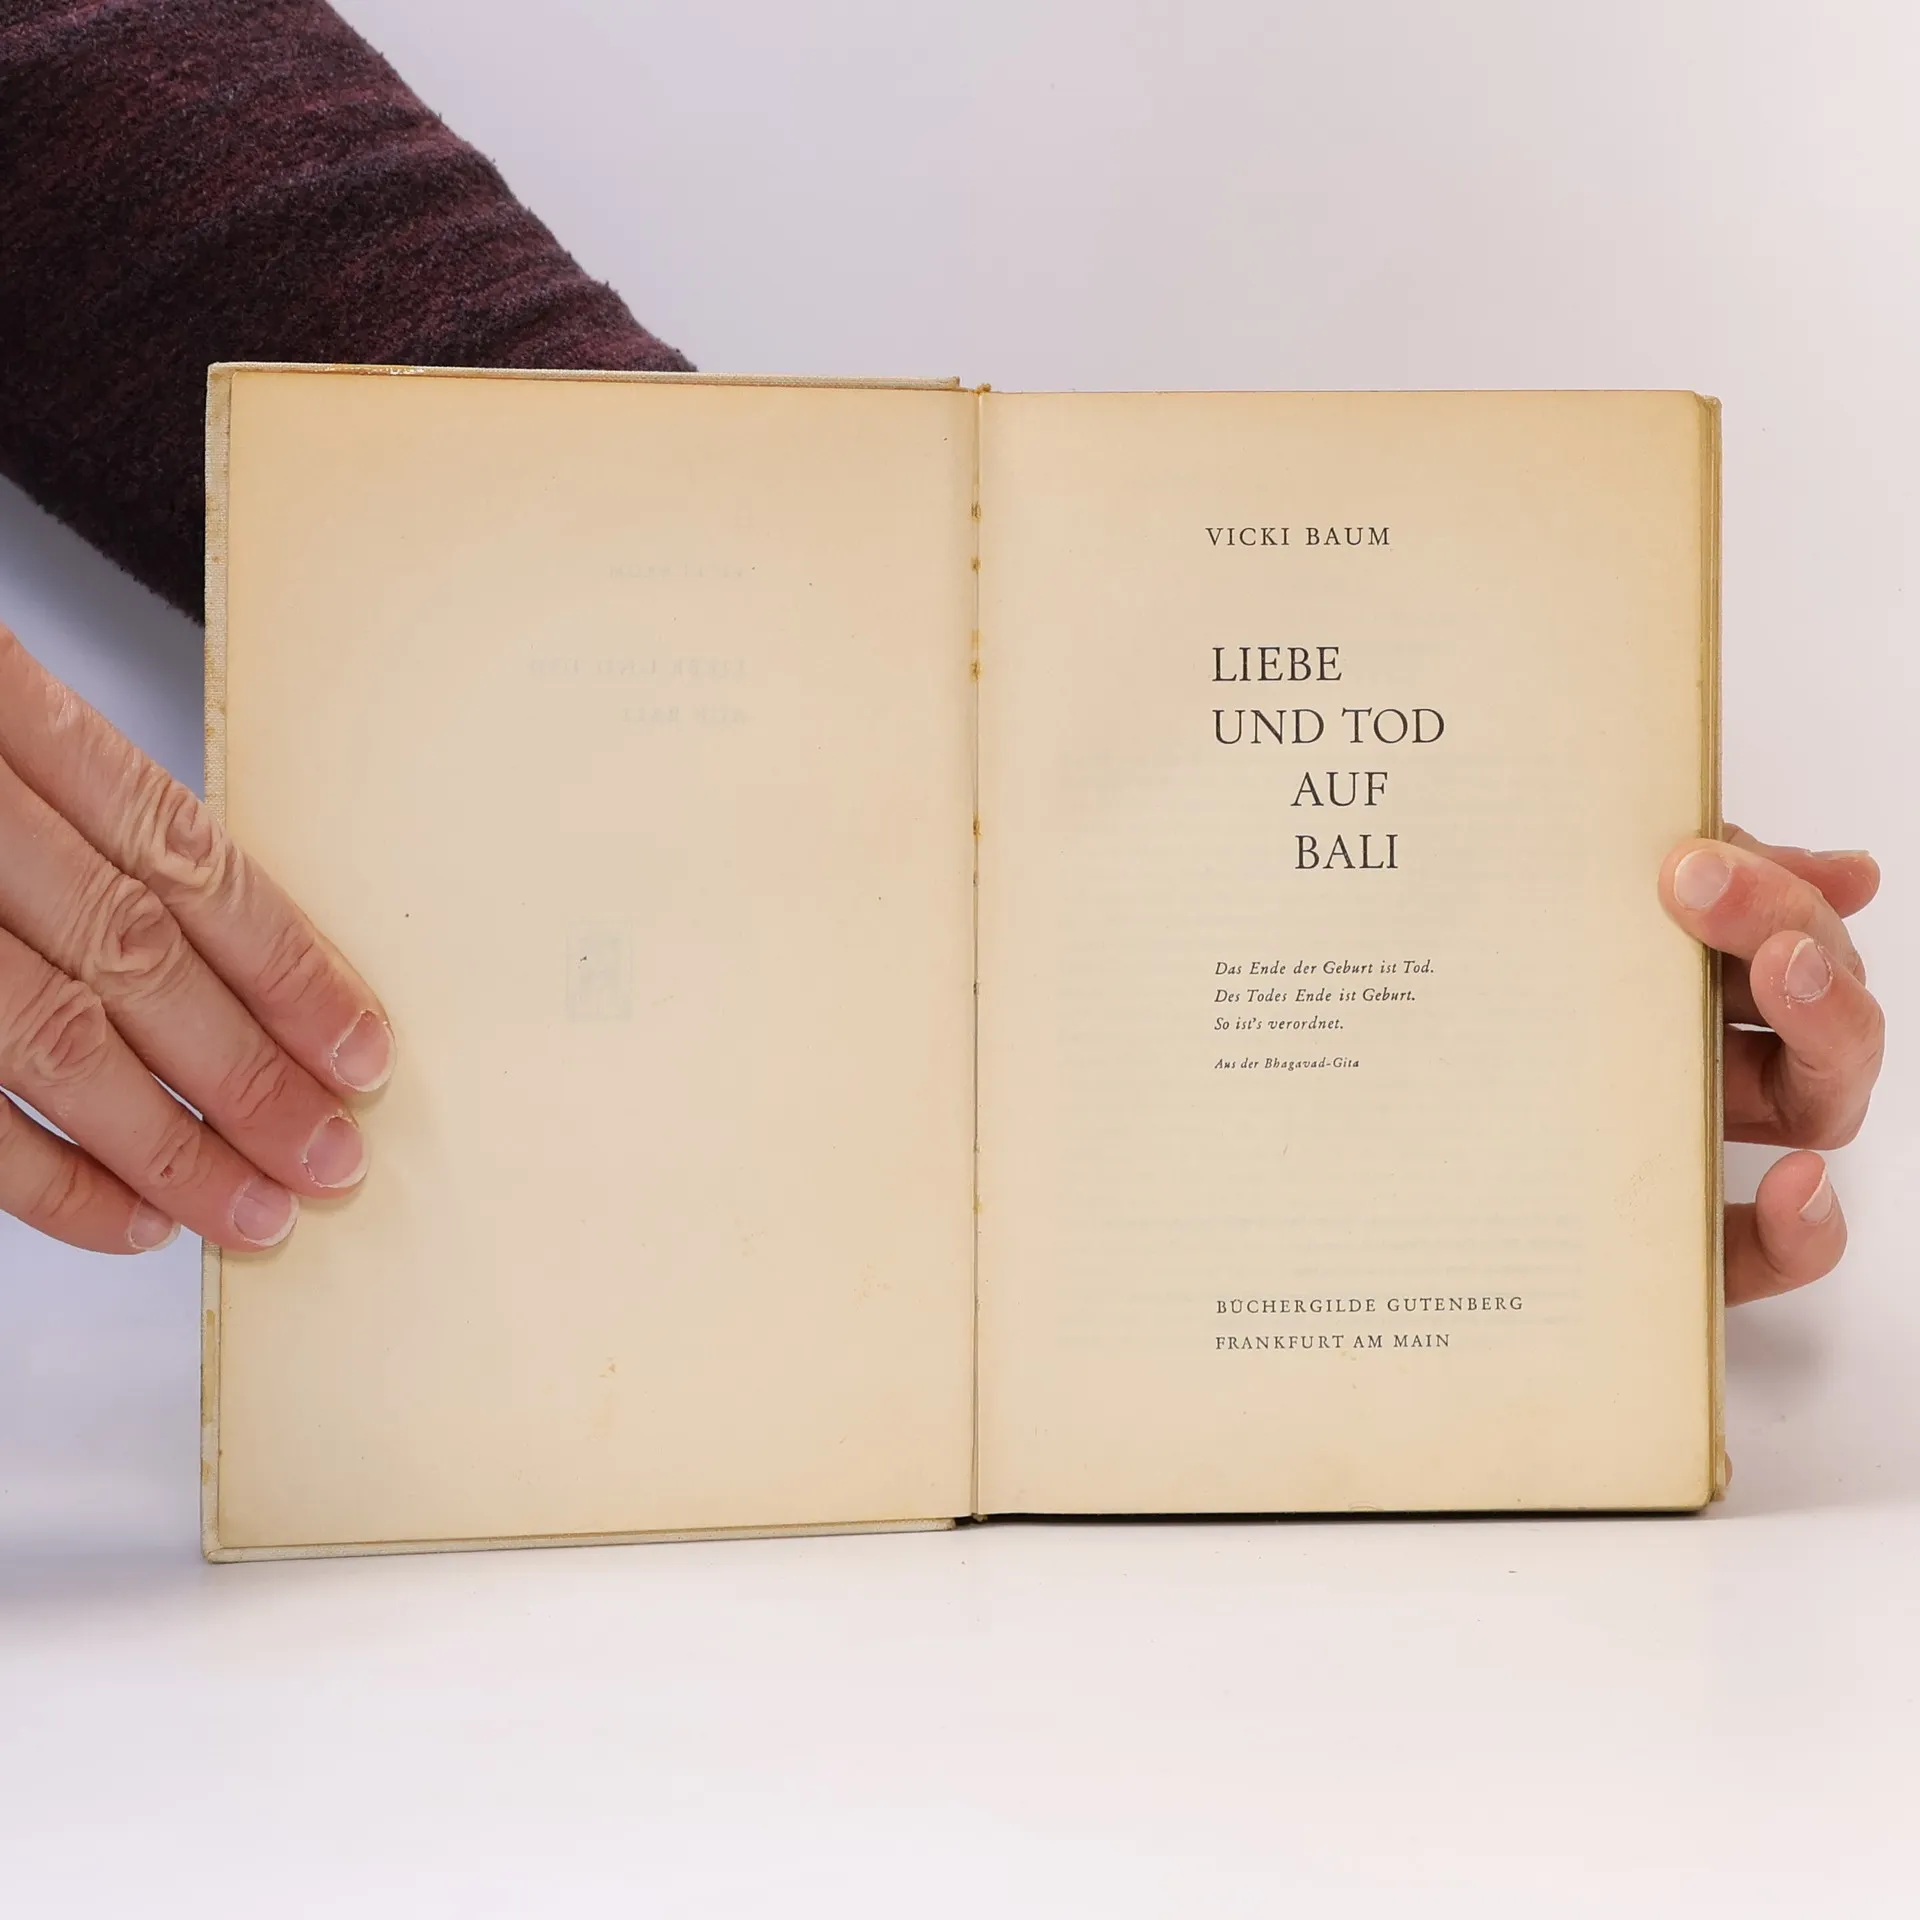 VICKI BAUM
LIEBE
UND TOD
AUF
BALI
Das Ende der Geburt ist Tod.
Des Todes Ende ist Geburt.
So ist's verordnet.
Aus der Bhagavad-Gita
BÜCHERGILDE GUTENBERG
FRANKFURT AM MAIN